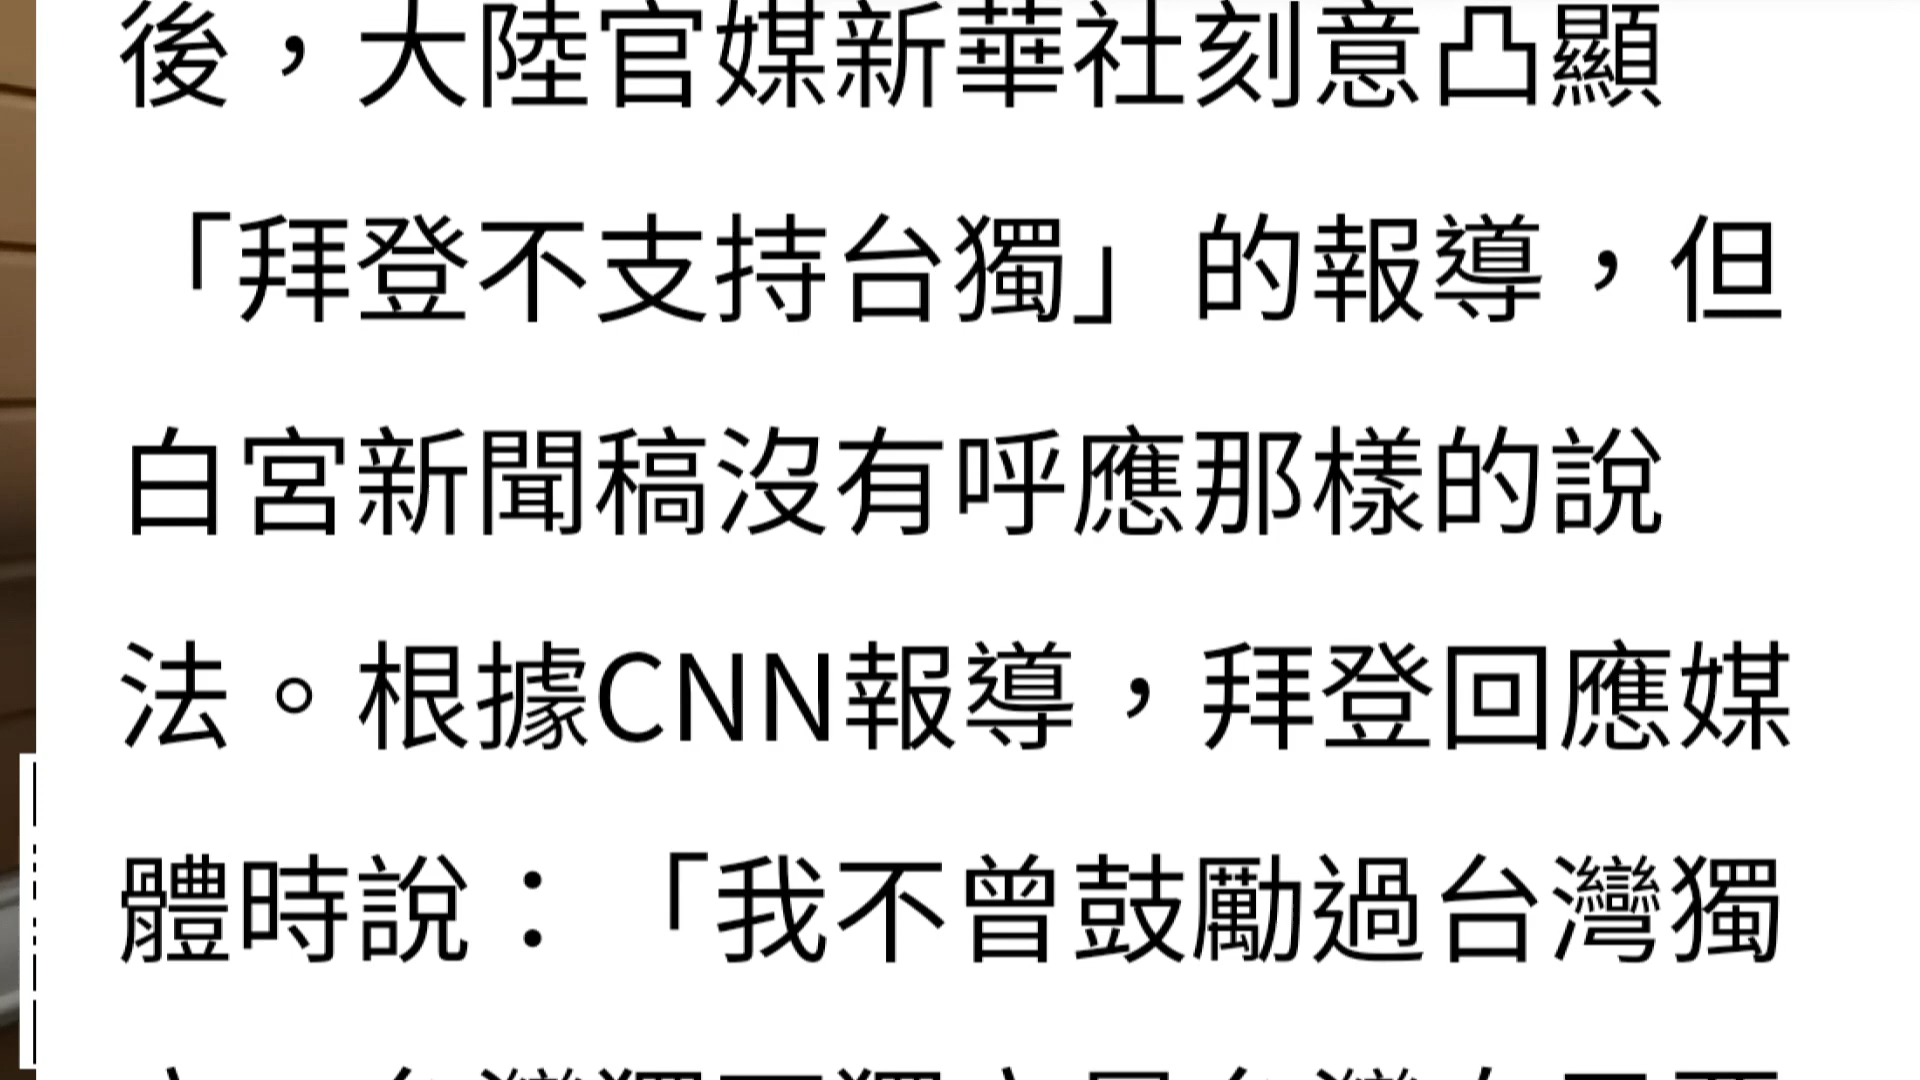 後，大陸官媒新華社刻意凸顯
「拜登不支持台獨」的報導，但
白宮新聞稿沒有呼應那樣的說
法。根據CNN報導，拜登回應媒
體時說：「我不曾鼓勵過台灣獨